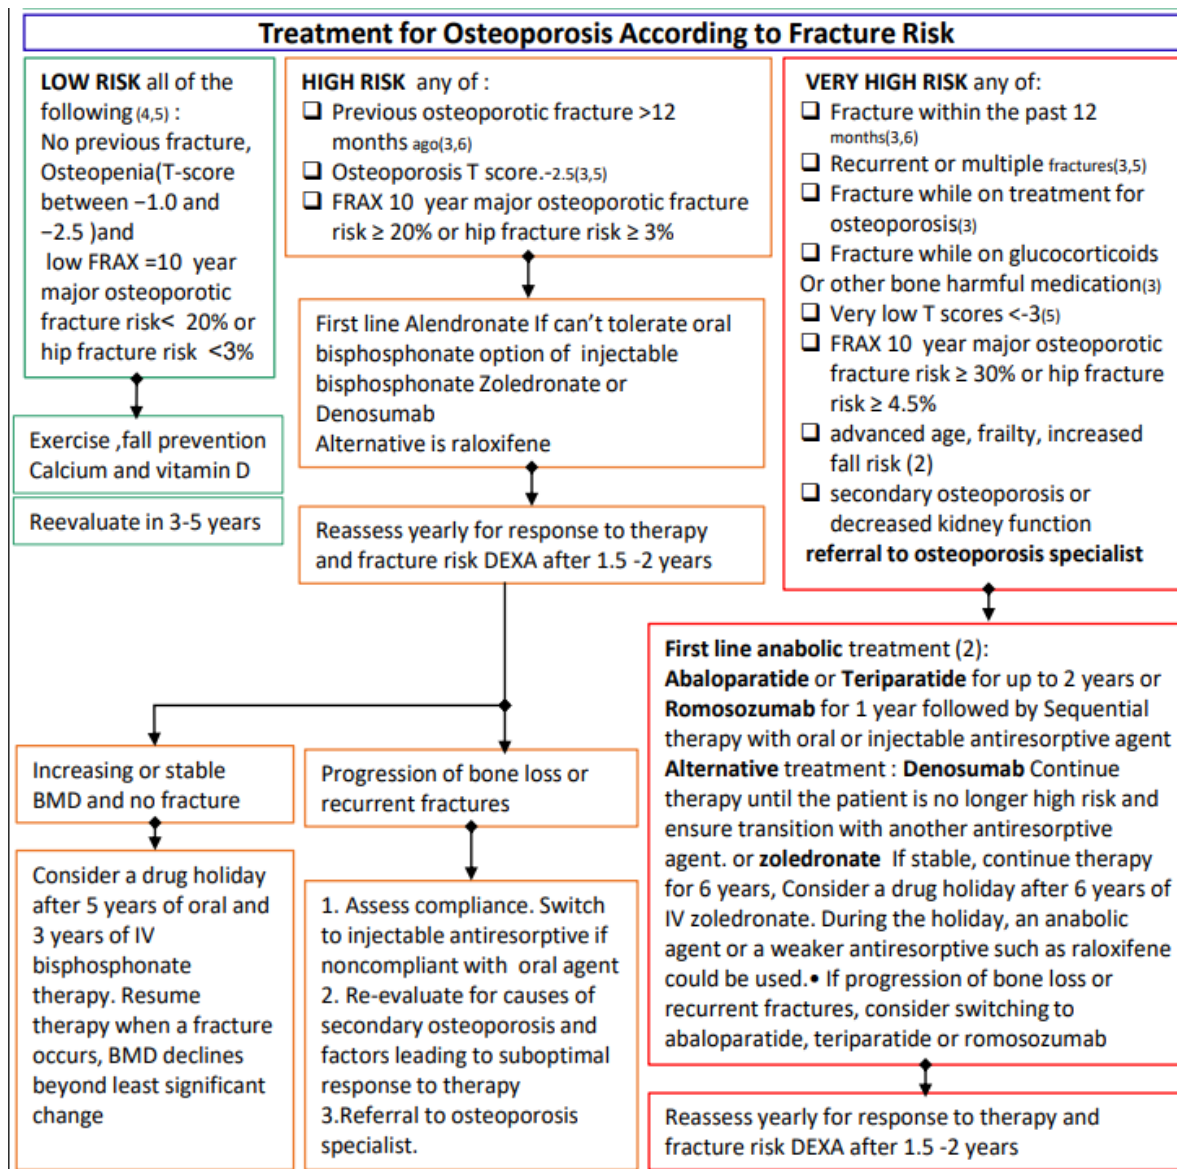 Treatment for Osteoporosis According to Fracture Risk
LOW RISK all of the
following (4,5) :
No previous fracture,
Osteopenia(T-score
between −1.0 and
−2.5 )and
low FRAX =10 year
major osteoporotic
fracture risk< 20% or
hip fracture risk <3%
Exercise ,fall prevention
Calcium and vitamin D
Reevaluate in 3-5 years
HIGH RISK any of :
❑ Previous osteoporotic fracture >12
months ago(3,6)
❑ Osteoporosis T score.-2.5(3,5)
❑ FRAX 10 year major osteoporotic fracture
risk ≥ 20% or hip fracture risk ≥ 3%
First line Alendronate If can't tolerate oral
bisphosphonate option of injectable
bisphosphonate Zoledronate or
Denosumab
Alternative is raloxifene
Reassess yearly for response to therapy
and fracture risk DEXA after 1.5 -2 years
Increasing or stable
BMD and no fracture
Consider a drug holiday
after 5 years of oral and
3 years of IV
bisphosphonate
therapy. Resume
therapy when a fracture
occurs, BMD declines
beyond least significant
change
Progression of bone loss or
recurrent fractures
1. Assess compliance. Switch
to injectable antiresorptive if
noncompliant with oral agent
2. Re-evaluate for causes of
secondary osteoporosis and
factors leading to suboptimal
response to therapy
3.Referral to osteoporosis
specialist.
VERY HIGH RISK any of:
❑ Fracture within the past 12
months(3,6)
❑ Recurrent or multiple fractures(3,5)
❑ Fracture while on treatment for
osteoporosis(3)
❑ Fracture while on glucocorticoids
Or other bone harmful medication(3)
❑ Very low T scores <-3(5)
❑ FRAX 10 year major osteoporotic
fracture risk ≥ 30% or hip fracture
risk ≥ 4.5%
❑ advanced age, frailty, increased
fall risk (2)
❑ secondary osteoporosis or
decreased kidney function
referral to osteoporosis specialist
First line anabolic treatment (2):
Abaloparatide or Teriparatide for up to 2 years or
Romosozumab for 1 year followed by Sequential
therapy with oral or injectable antiresorptive agent
Alternative treatment : Denosumab Continue
therapy until the patient is no longer high risk and
ensure transition with another antiresorptive
agent. or zoledronate If stable, continue therapy
for 6 years, Consider a drug holiday after 6 years of
IV zoledronate. During the holiday, an anabolic
agent or a weaker antiresorptive such as raloxifene
could be used.• If progression of bone loss or
recurrent fractures, consider switching to
abaloparatide, teriparatide or romosozumab
Reassess yearly for response to therapy and
fracture risk DEXA after 1.5 -2 years